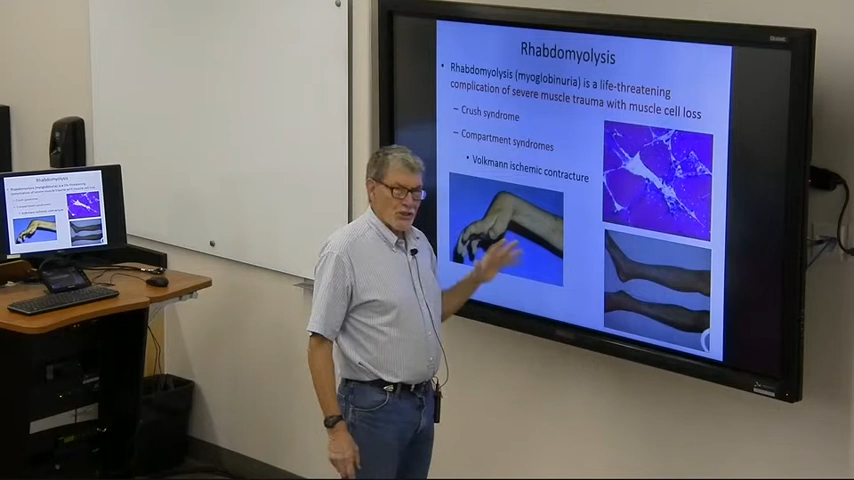 Rhabdomyolysis
• Rhabdomyolysis (myoglobinuria) is a life-threatening
complication of severe muscle trauma with muscle cell loss
– Crush syndrome
– Compartment syndromes
• Volkmann ischemic contracture
Rhabdomyolysis